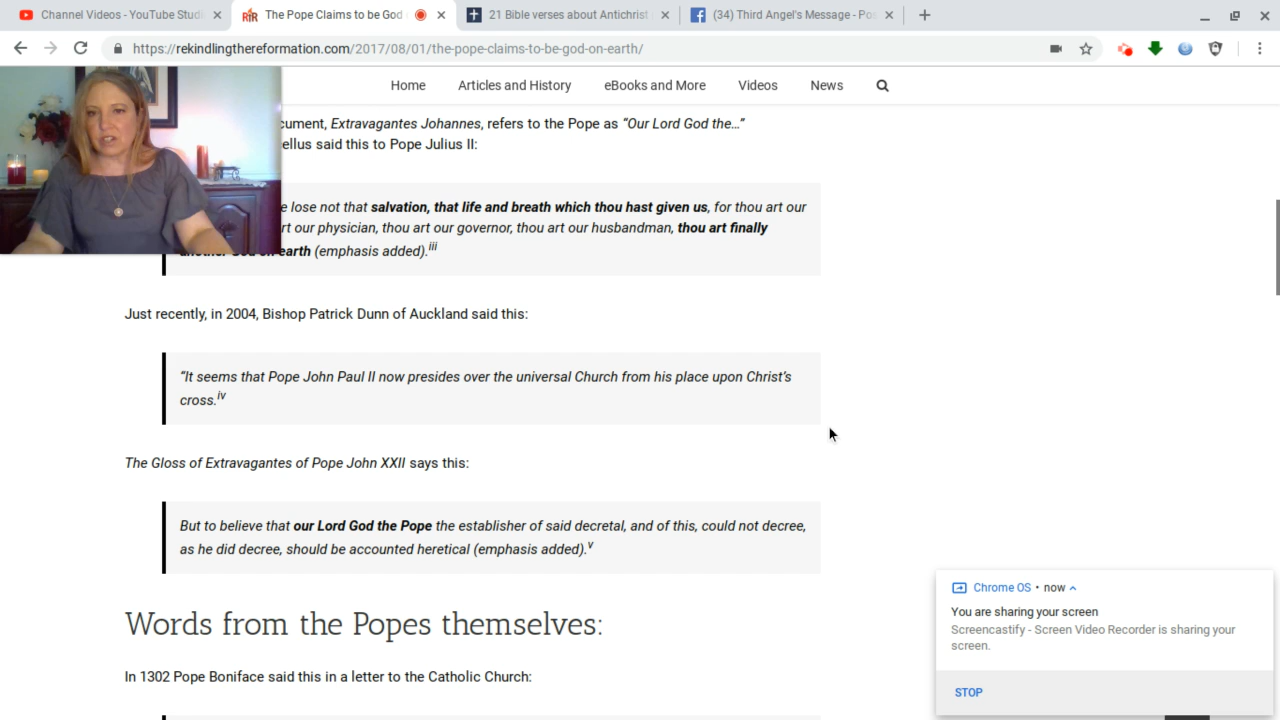 Channel Videos - YouTube Stud
The Pope Claims to be God
21 Bible verses about Antichrist
(34) Third Angel's Message - Pos
https://rekindlingthereformation.com/2017/08/01/the-pope-claims-to-be-god-on-earth/
Home Articles and History eBooks and More Videos News
cument, Extravagantes Johannes, refers to the Pope as “Our Lord God the…”
ellus said this to Pope Julius II:
e lose not that salvation, that life and breath which thou hast given us, for thou art our
rt our physician, thou art our governor, thou art our husbandman, thou art finally
another God on earth (emphasis added).iii
Just recently, in 2004, Bishop Patrick Dunn of Auckland said this:
“It seems that Pope John Paul II now presides over the universal Church from his place upon Christ’s
cross.iv
The Gloss of Extravagantes of Pope John XXII says this:
But to believe that our Lord God the Pope the establisher of said decretal, and of this, could not decree,
as he did decree, should be accounted heretical (emphasis added).v
Words from the Popes themselves:
In 1302 Pope Boniface said this in a letter to the Catholic Church:
Chrome OS • now
You are sharing your screen
Screencastify - Screen Video Recorder is sharing your
screen.
STOP